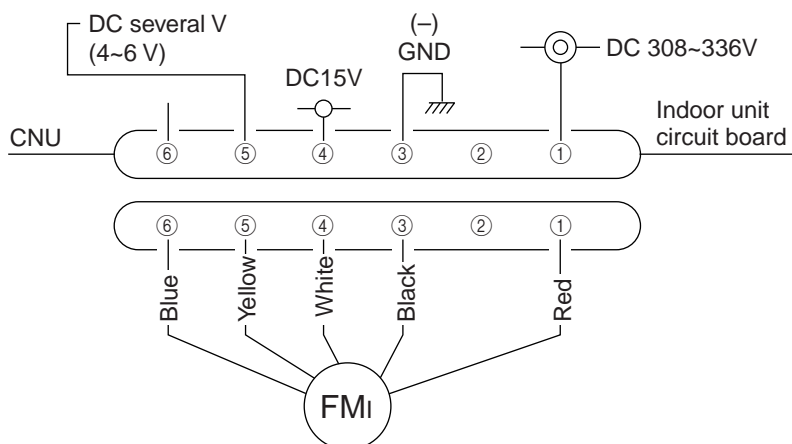 DC several V
(4~6 V)
DC15V
(–)
GND
DC 308~336V
CNU
Indoor unit
circuit board
⑥ ⑤ ④ ③ ② ①
⑥ ⑤ ④ ③ ② ①
Blue
Yellow
White
Black
Red
FMI